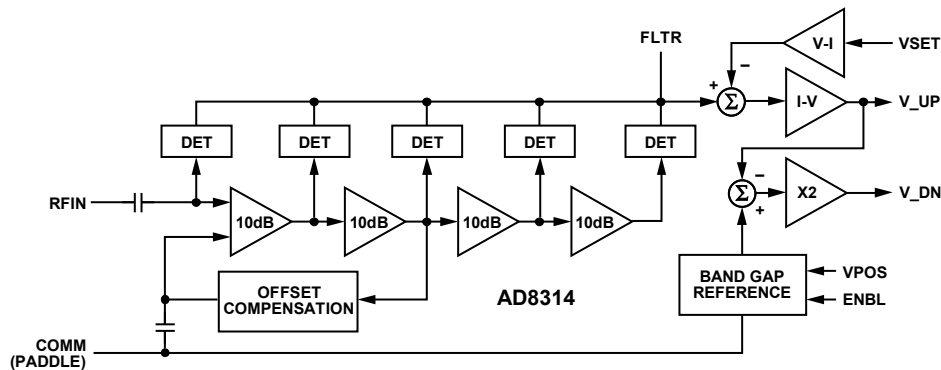 FLTR
V-I
VSET
–
+
Σ
I-V
V_UP
DET
DET
DET
DET
DET
–
Σ
+
X2
V_DN
RFIN
10dB
10dB
10dB
10dB
OFFSET
COMPENSATION
AD8314
BAND GAP
REFERENCE
VPOS
ENBL
COMM
(PADDLE)